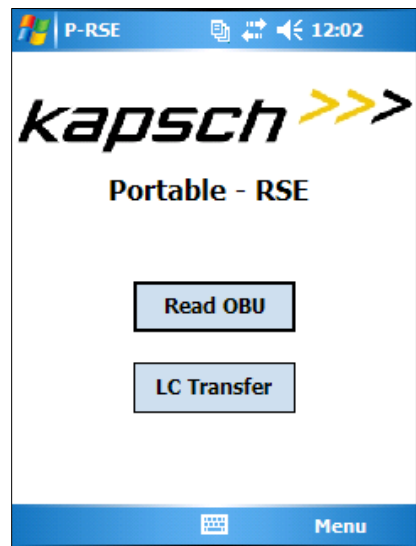 P-RSE 12:02
kapsch >>>
Portable - RSE
Read OBU
LC Transfer
Menu